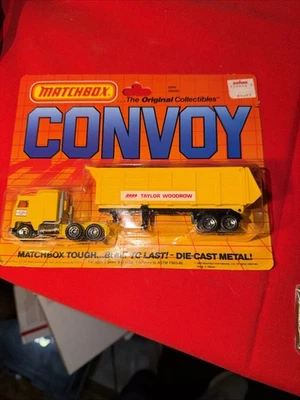 MATCHBOX
...The Original Collectibles
CONVOY
TAYLOR WOODROW
MATCHBOX TOUGH...BUILT TO LAST! - DIE-CAST METAL!